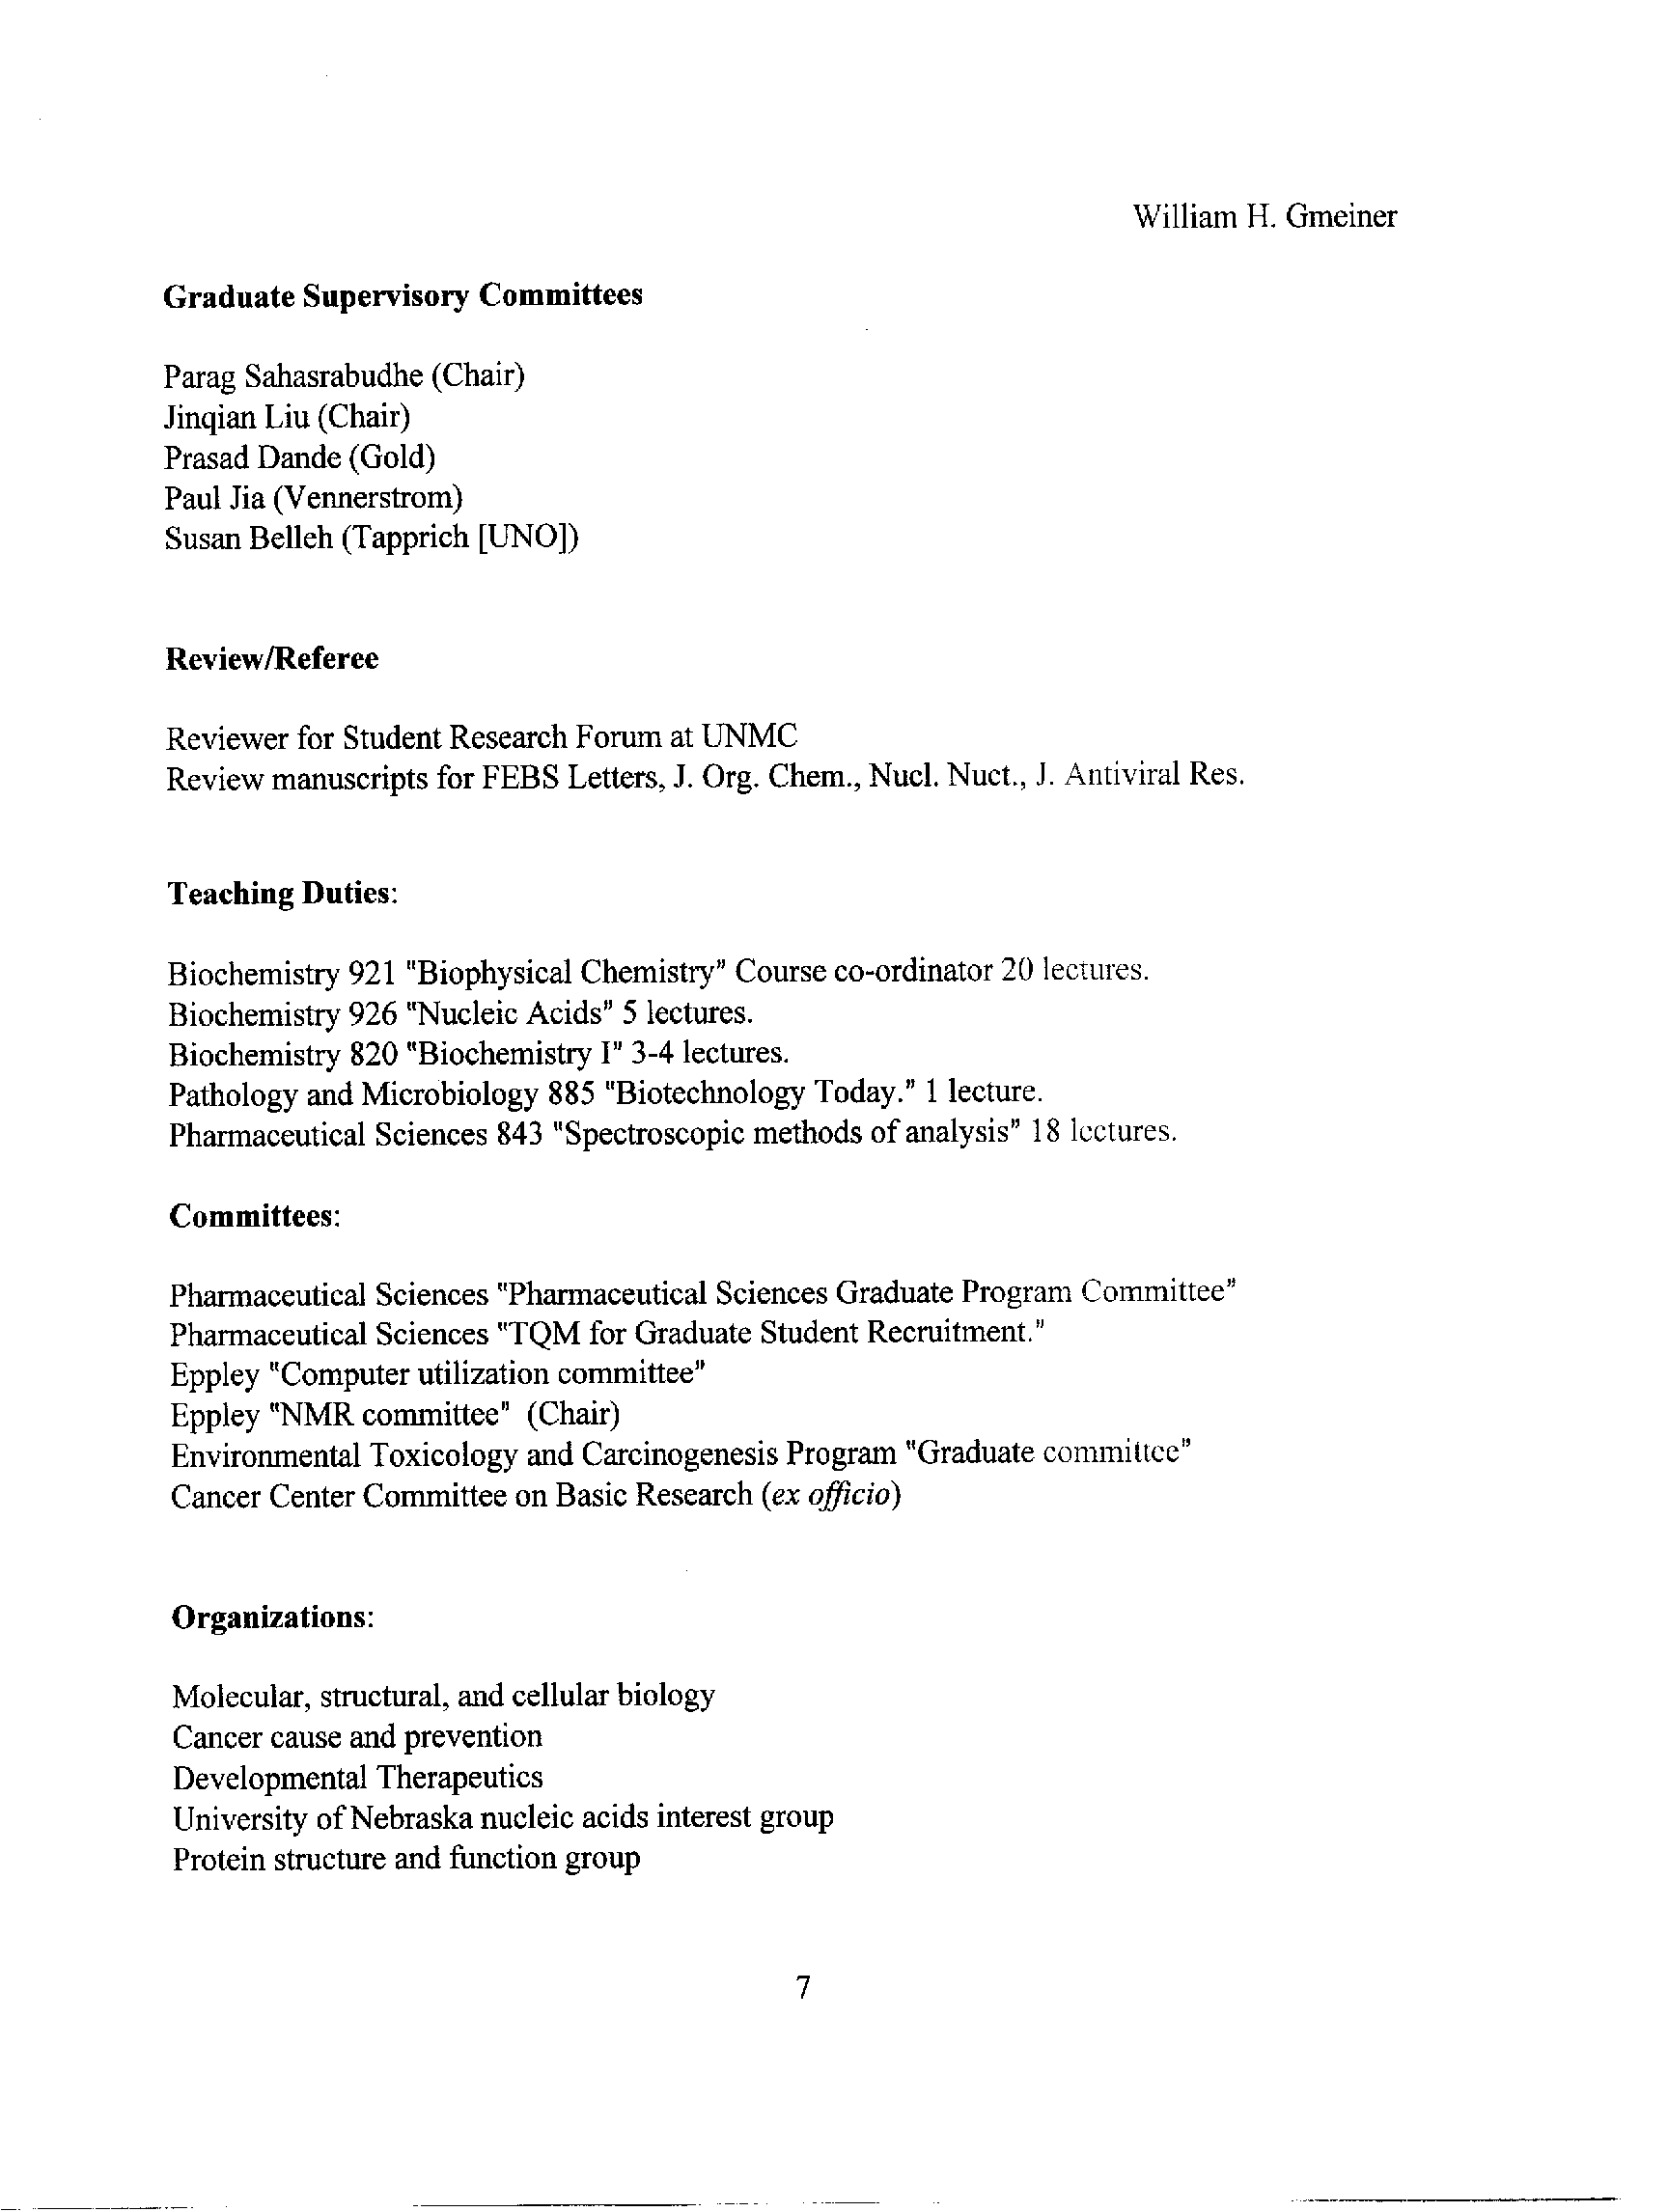 William H. Gmeiner
Graduate Supervisory Committees
Parag Sahasrabudhe (Chair)
Jinqian Liu (Chair)
Prasad Dande (Gold)
Paul Jia (Vennerstrom)
Susan Belleh (Tapprich [UNO])
Review/Referee
Reviewer for Student Research Forum at UNMC
Review manuscripts for FEBS Letters, J. Org. Chem., Nucl. Nuct., J. Antiviral Res.
Teaching Duties:
Biochemistry 921 "Biophysical Chemistry" Course co-ordinator 20 lectures.
Biochemistry 926 "Nucleic Acids" 5 lectures.
Biochemistry 820 "Biochemistry I" 3-4 lectures.
Pathology and Microbiology 885 "Biotechnology Today." 1 lecture.
Pharmaceutical Sciences 843 "Spectroscopic methods of analysis" 18 lectures.
Committees:
Pharmaceutical Sciences "Pharmaceutical Sciences Graduate Program Committee"
Pharmaceutical Sciences "TQM for Graduate Student Recruitment."
Eppley "Computer utilization committee"
Eppley "NMR committee" (Chair)
Environmental Toxicology and Carcinogenesis Program "Graduate committee"
Cancer Center Committee on Basic Research (ex officio)
Organizations:
Molecular, structural, and cellular biology
Cancer cause and prevention
Developmental Therapeutics
University of Nebraska nucleic acids interest group
Protein structure and function group
7